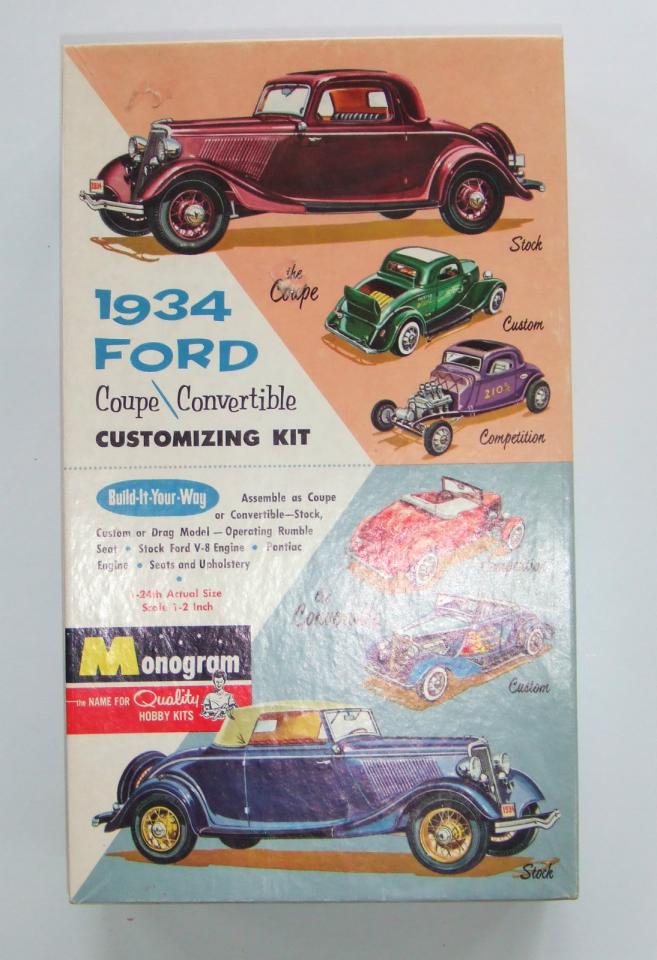 1934
Stock
the
Coupe
Custom
210
Competition
1934
FORD
Coupe\Convertible
CUSTOMIZING KIT
Build-It-Your-Way
Assemble as Coupe
or Convertible—Stock,
Custom or Drag Model—Operating Rumble
Seat • Stock Ford V-8 Engine • Pontiac
Engine • Seats and Upholstery
1-24th Actual Size
Scale 1-2 Inch
Competition
the
Convertible
Custom
Monogram
the NAME FOR Quality
HOBBY KITS
1934
Stock